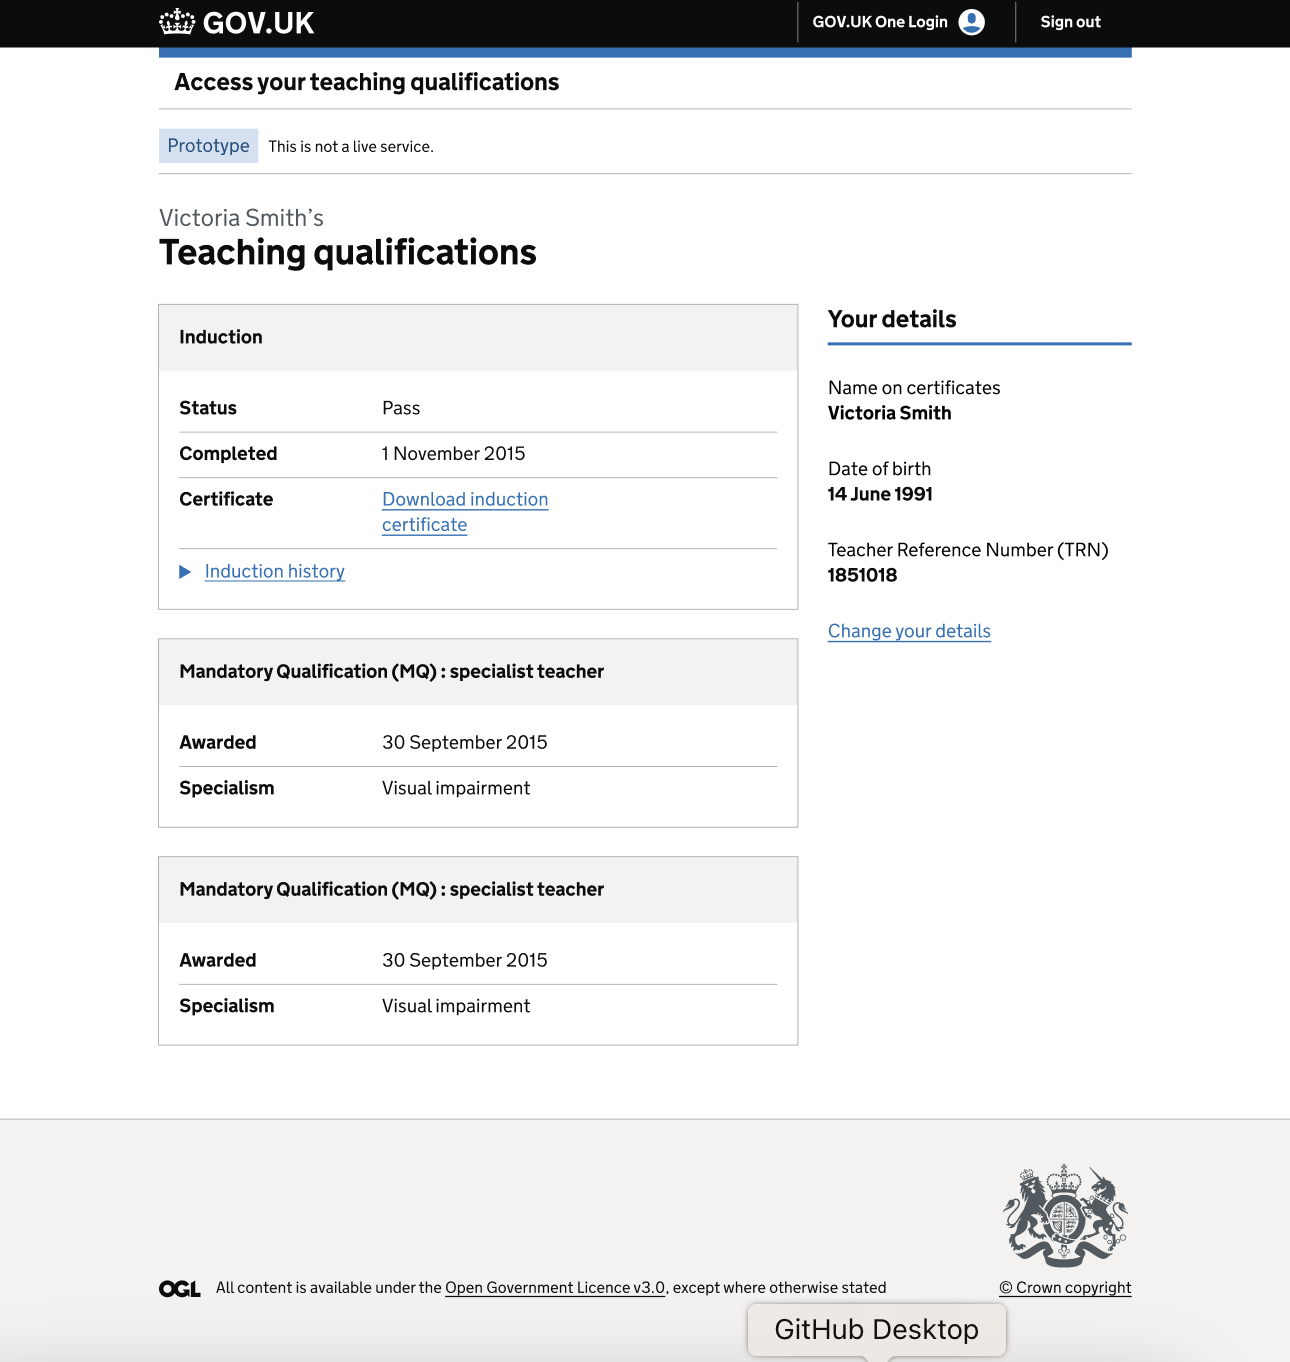 GOV.UK
GOV.UK One Login
Sign out
Access your teaching qualifications
Prototype This is not a live service.
Victoria Smith’s
Teaching qualifications
Induction
Status Pass
Completed 1 November 2015
Certificate Download induction
certificate
Induction history
Mandatory Qualification (MQ) : specialist teacher
Awarded 30 September 2015
Specialism Visual impairment
Mandatory Qualification (MQ) : specialist teacher
Awarded 30 September 2015
Specialism Visual impairment
Your details
Name on certificates
Victoria Smith
Date of birth
14 June 1991
Teacher Reference Number (TRN)
1851018
Change your details
OGL All content is available under the Open Government Licence v3.0, except where otherwise stated
© Crown copyright
GitHub Desktop